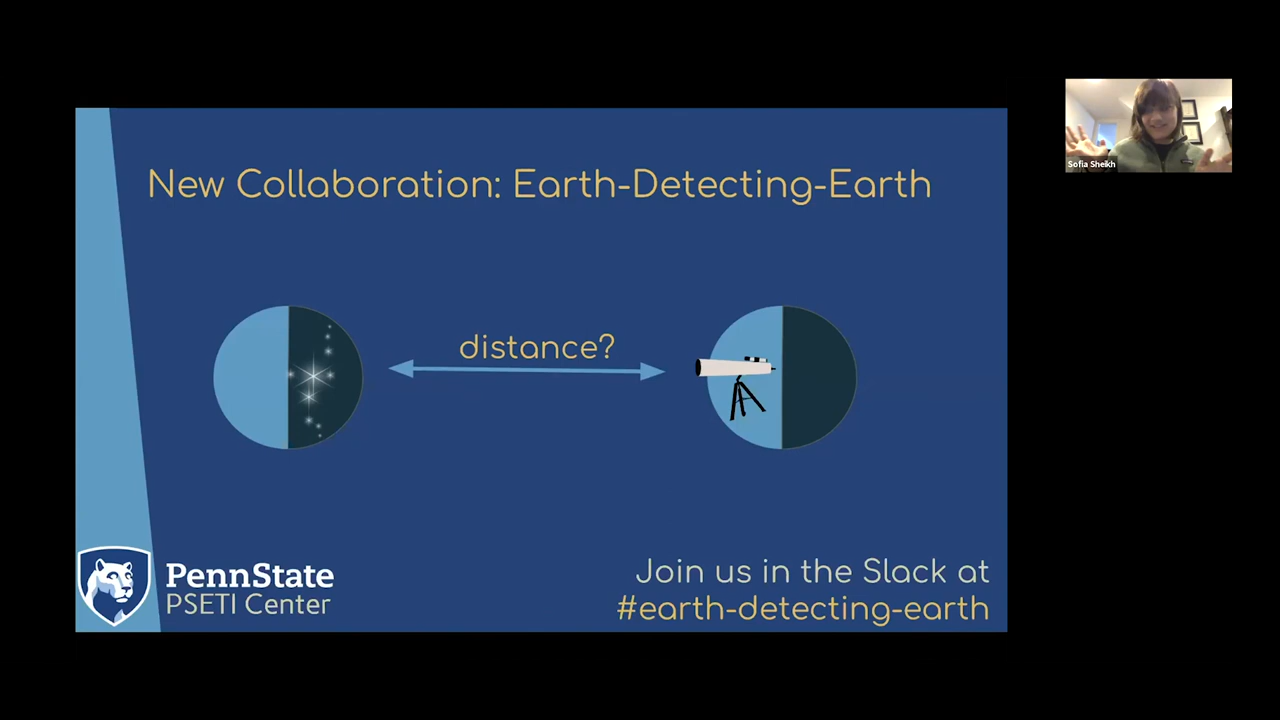 New Collaboration: Earth-Detecting-Earth
distance?
PennState
PSETI Center
Join us in the Slack at
#earth-detecting-earth
Sofia Sheikh